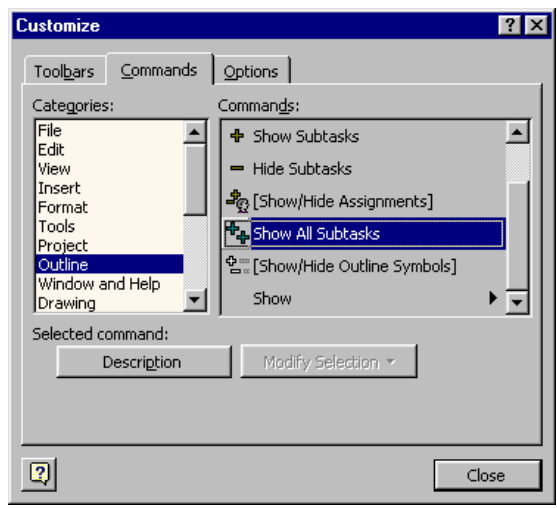 Customize
Toolbars Commands Options
Categories: Commands:
File
Edit
View
Insert
Format
Tools
Project
Outline
Window and Help
Drawing
Show Subtasks
Hide Subtasks
[Show/Hide Assignments]
Show All Subtasks
[Show/Hide Outline Symbols]
Show
Selected command:
Description Modify Selection
Close